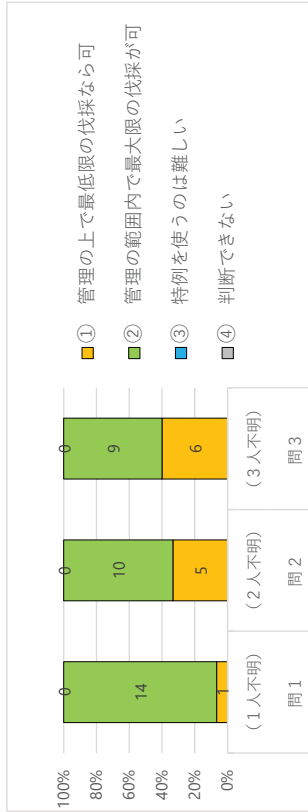 100%
80%
60%
40%
20%
0%
0
14
1
0
10
5
0
9
6
（1人不明）
（2人不明）
（3人不明）
問1
問2
問3
① 管理の上で最低限の伐採なら可
② 管理の範囲内で最大限の伐採が可
③ 特例を使うのは難しい
④ 判断できない